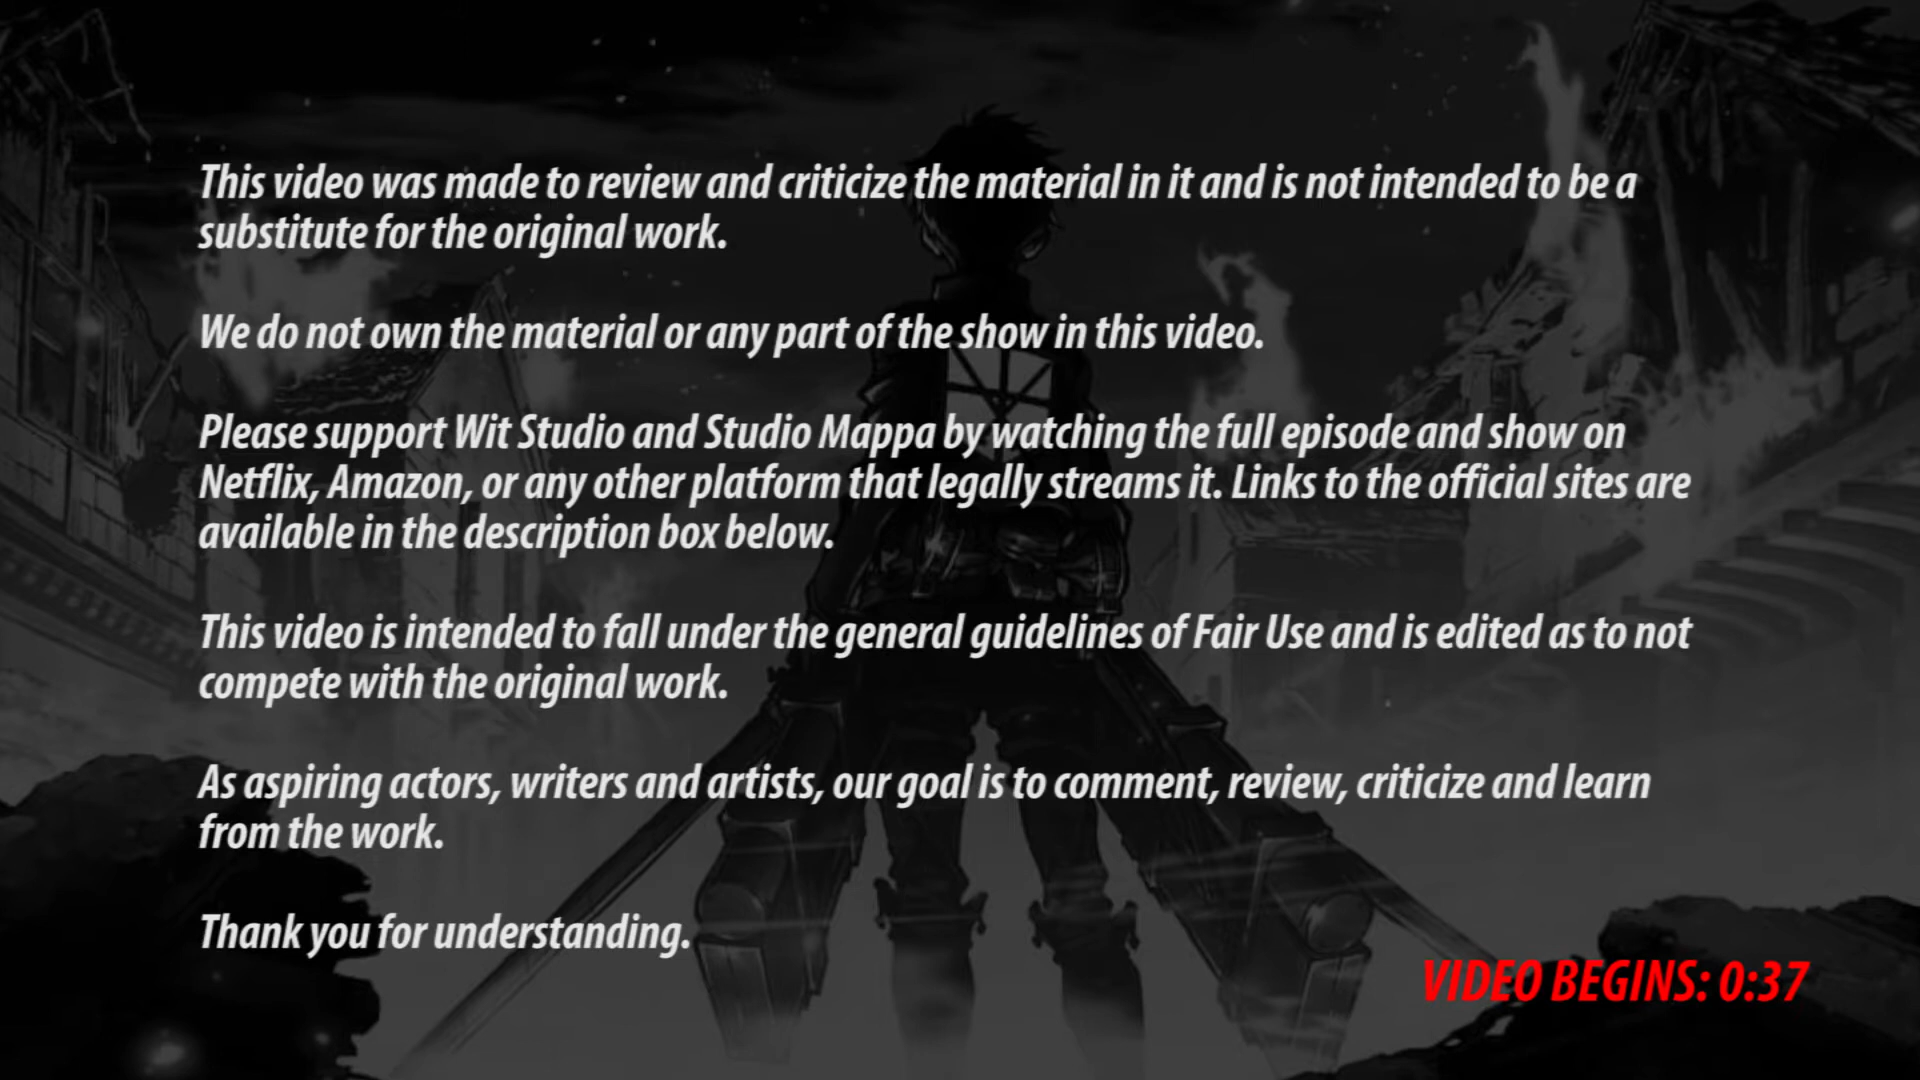 This video was made to review and criticize the material in it and is not intended to be a
substitute for the original work.
We do not own the material or any part of the show in this video.
Please support Wit Studio and Studio Mappa by watching the full episode and show on
Netflix, Amazon, or any other platform that legally streams it. Links to the official sites are
available in the description box below.
This video is intended to fall under the general guidelines of Fair Use and is edited as to not
compete with the original work.
As aspiring actors, writers and artists, our goal is to comment, review, criticize and learn
from the work.
Thank you for understanding.
VIDEO BEGINS: 0:37